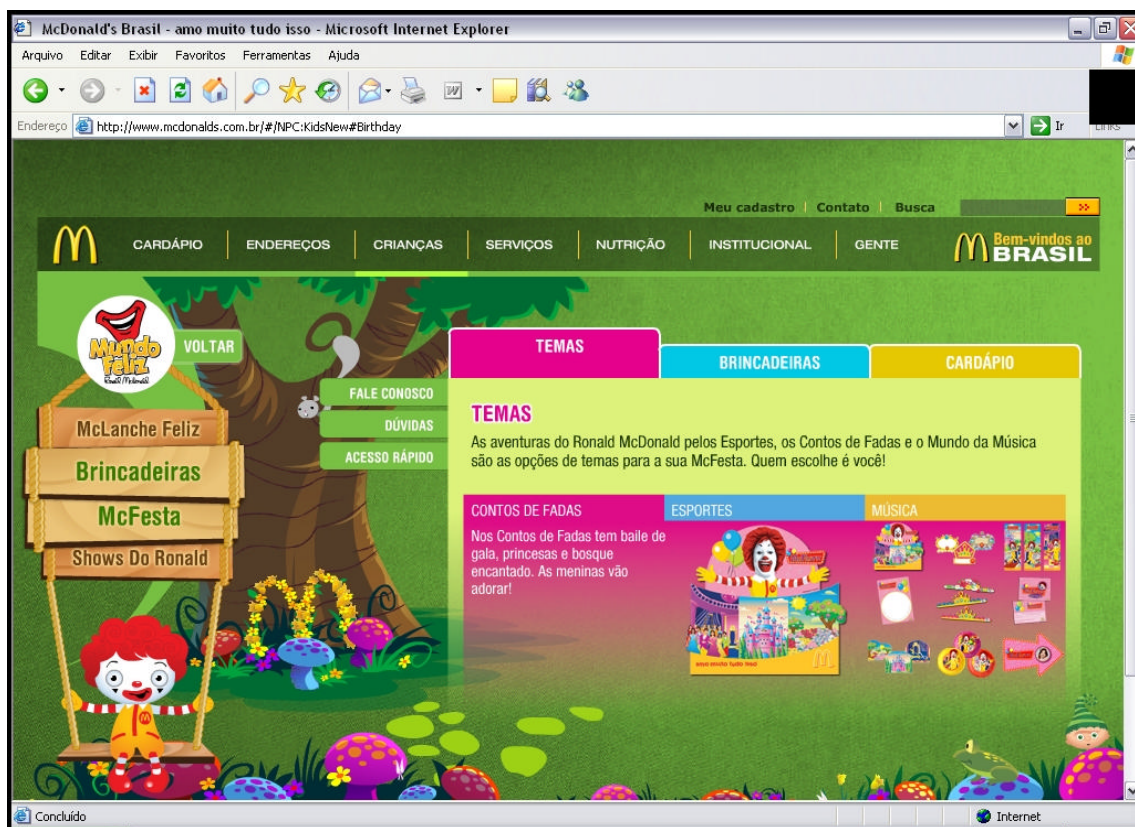 McDonald's Brasil - amo muito tudo isso - Microsoft Internet Explorer
Arquivo Editar Exibir Favoritos Ferramentas Ajuda
Endereço http://www.mcdonalds.com.br/#/NPC:KidsNew#Birthday Ir
Meu cadastro Contato Busca
CARDÁPIO ENDEREÇOS CRIANÇAS SERVIÇOS NUTRIÇÃO INSTITUCIONAL GENTE
Bem-vindos ao
BRASIL
Mundo
feliz
VOLTAR
McLanche Feliz
Brincadeiras
McFesta
Shows Do Ronald
FALE CONOSCO
DÚVIDAS
ACESSO RÁPIDO
TEMAS BRINCADEIRAS CARDÁPIO
TEMAS
As aventuras do Ronald McDonald pelos Esportes, os Contos de Fadas e o Mundo da Música
são as opções de temas para a sua McFesta. Quem escolhe é você!
CONTOS DE FADAS ESPORTES MÚSICA
Nos Contos de Fadas tem baile de
gala, princesas e bosque
encantado. As meninas vão
adorar!
amo muito tudo isso
Concluído Internet